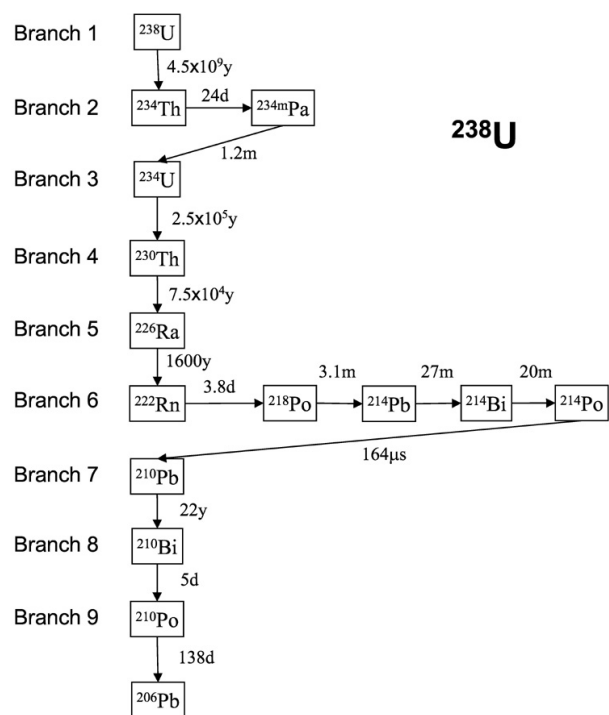 Branch 1 ²³⁸U
4.5x10⁹y
Branch 2 ²³⁴Th 24d ²³⁴ᵐPa
²³⁸U
1.2m
Branch 3 ²³⁴U
2.5x10⁵y
Branch 4 ²³⁰Th
7.5x10⁴y
Branch 5 ²²⁶Ra
1600y
Branch 6 ²²²Rn 3.8d ²¹⁸Po 3.1m ²¹⁴Pb 27m ²¹⁴Bi 20m ²¹⁴Po
164μs
Branch 7 ²¹⁰Pb
22y
Branch 8 ²¹⁰Bi
5d
Branch 9 ²¹⁰Po
138d
²⁰⁶Pb